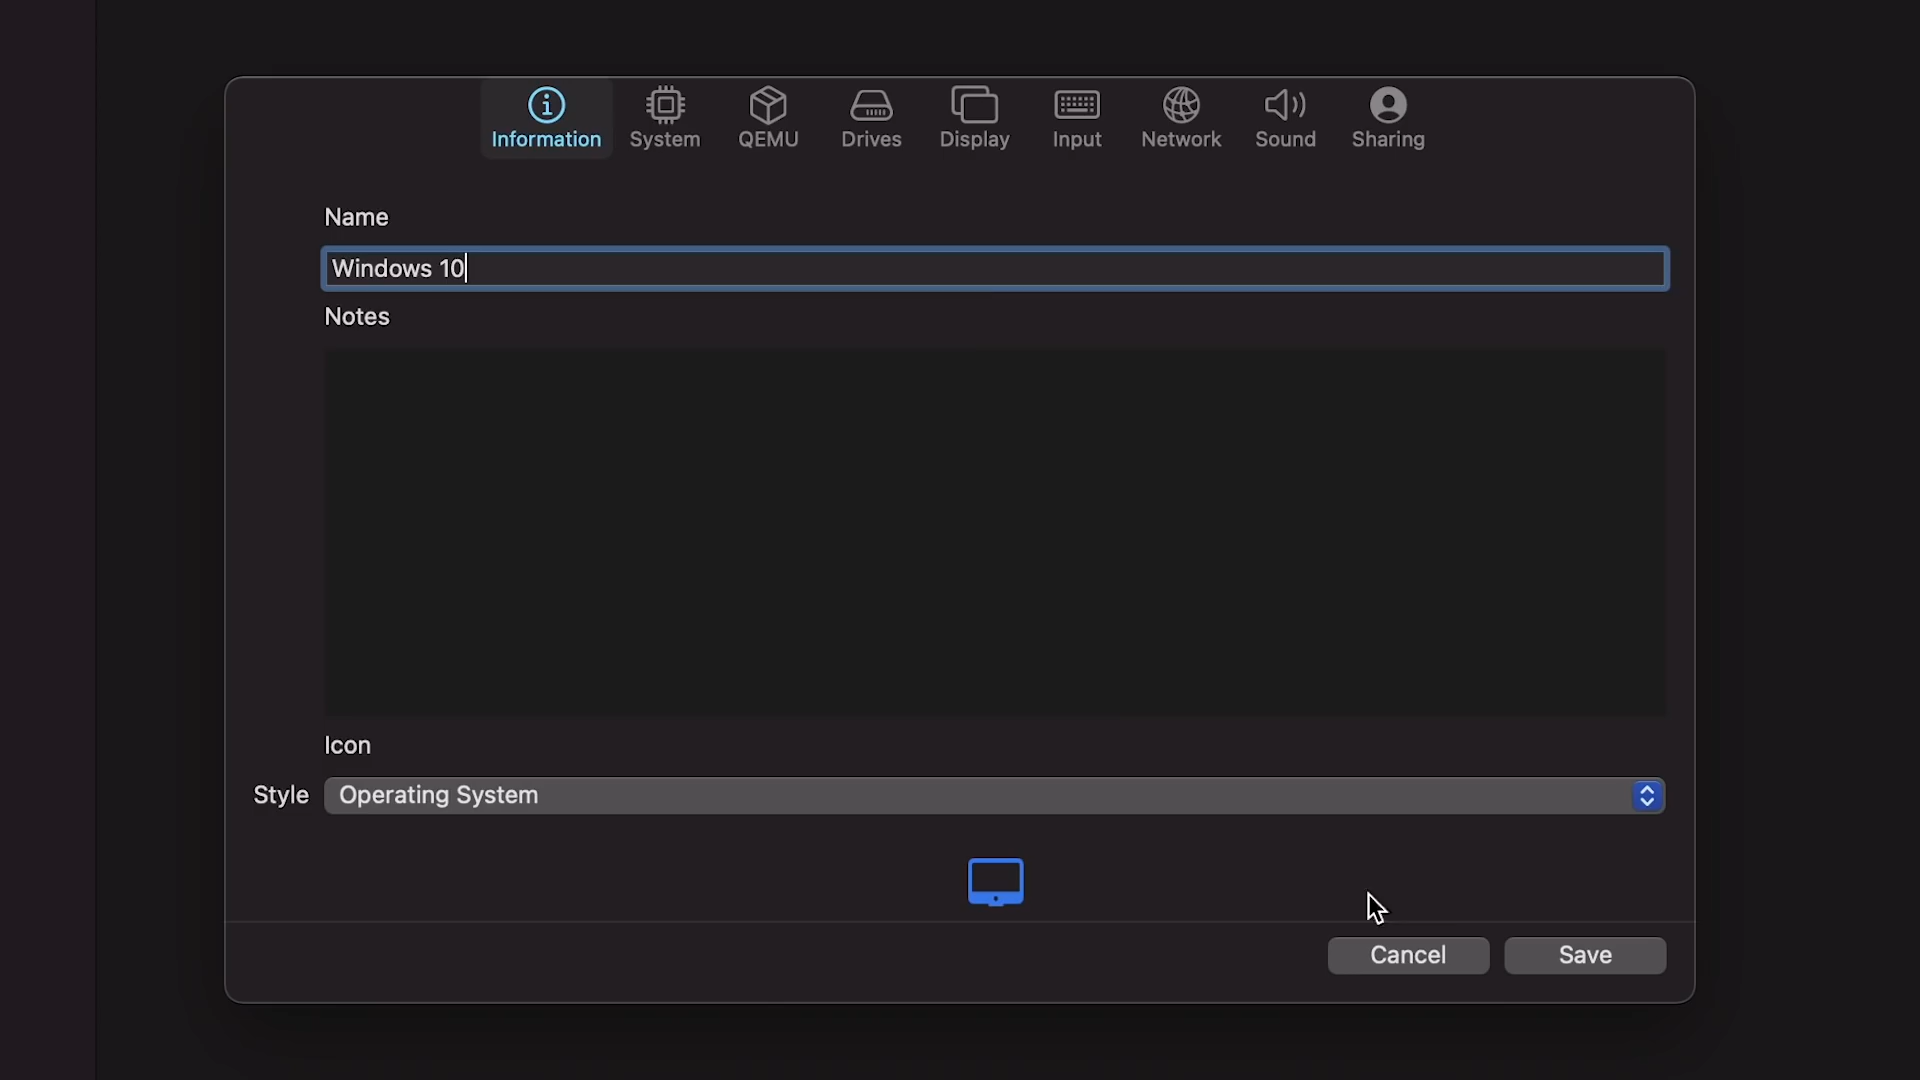 Information System QEMU Drives Display Input Network Sound Sharing
Name
Windows 10
Notes
Icon
Style Operating System
Cancel Save